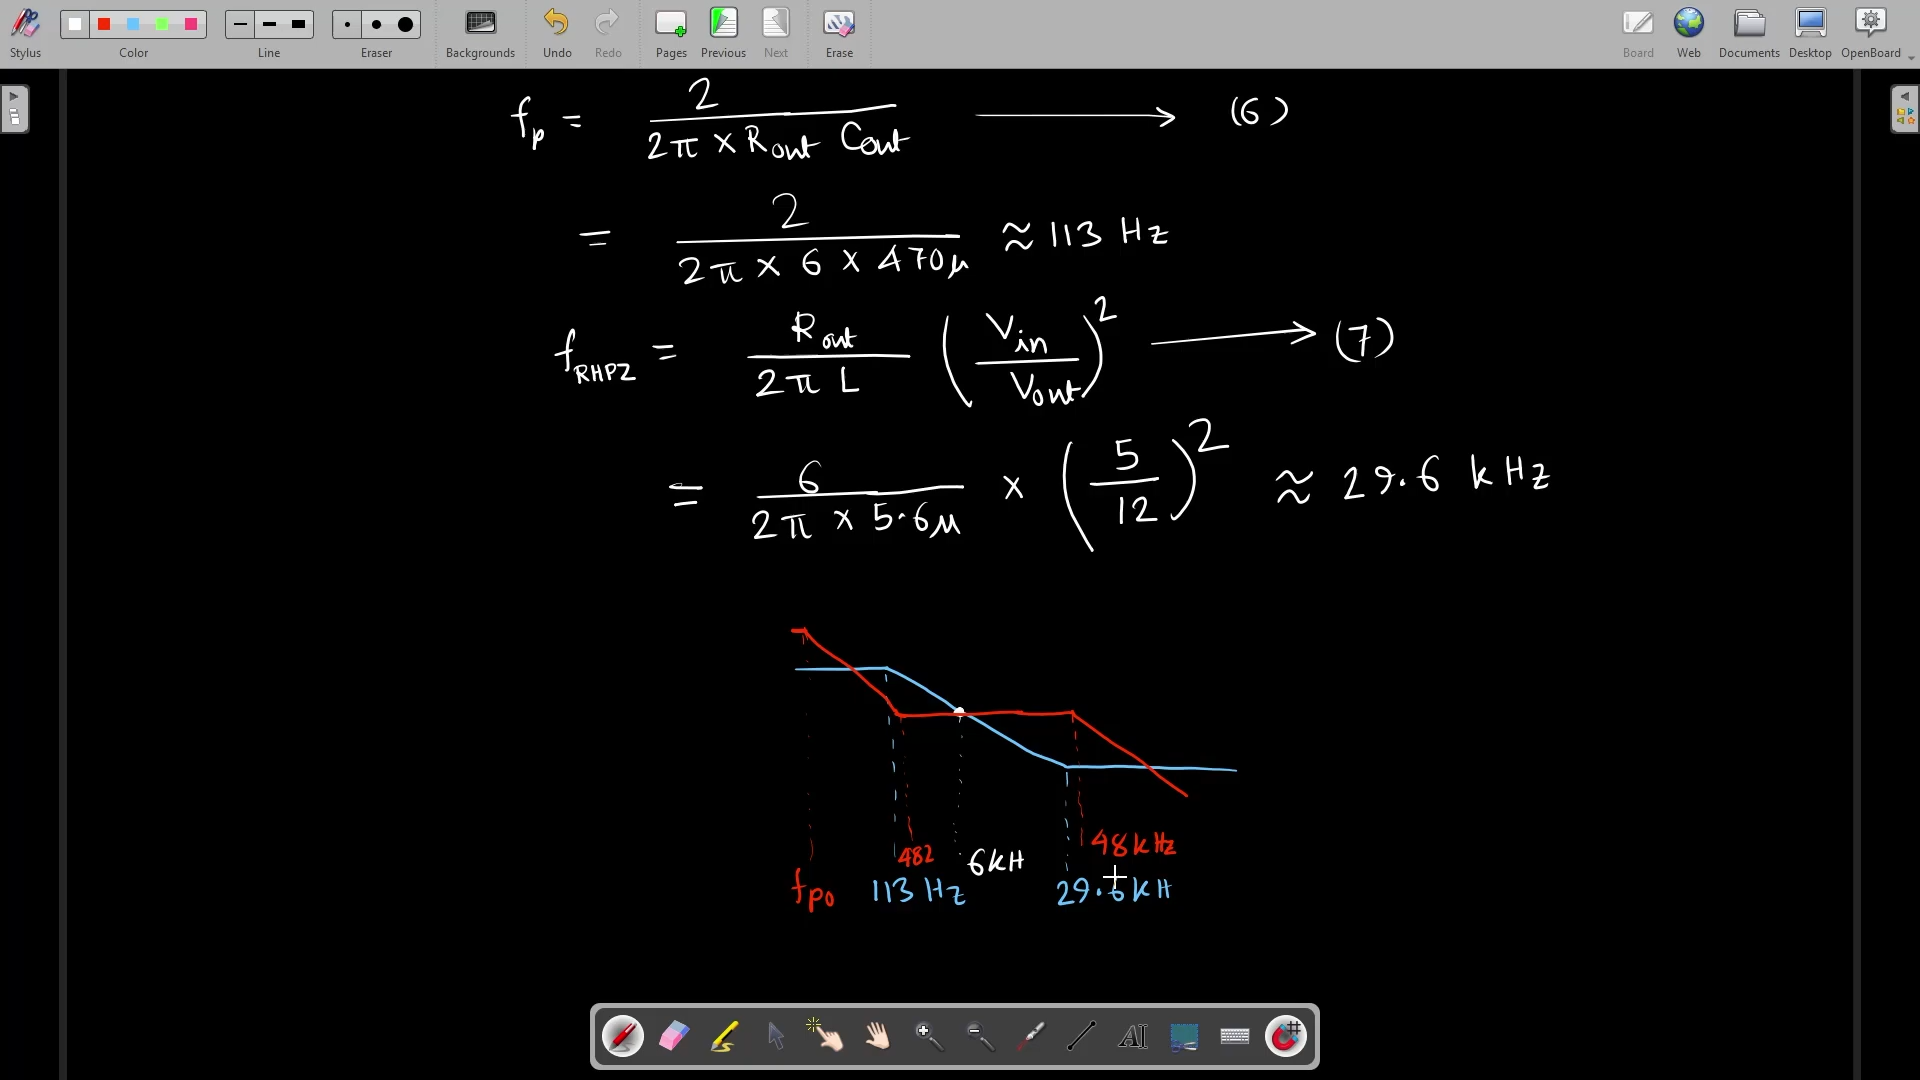 Stylus Color Line Eraser Backgrounds Undo Redo Pages Previous Next Erase Board Web Documents Desktop OpenBoard
fp = 2 / 2π × Rout Cout ⟶ (6)
= 2 / 2π × 6 × 470μ ≈ 113 Hz
fRHPZ = Rout / 2π L (Vin / Vout)² ⟶ (7)
= 6 / 2π × 5.6μ × (5 / 12)² ≈ 29.6 kHz
482 6kH 48kHz
fpo 113 Hz 29.6kH
AI